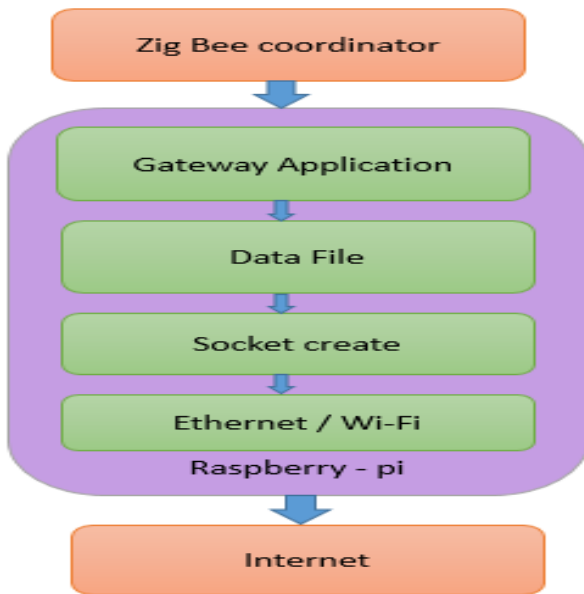 Zig Bee coordinator
Gateway Application
Data File
Socket create
Ethernet / Wi-Fi
Raspberry - pi
Internet